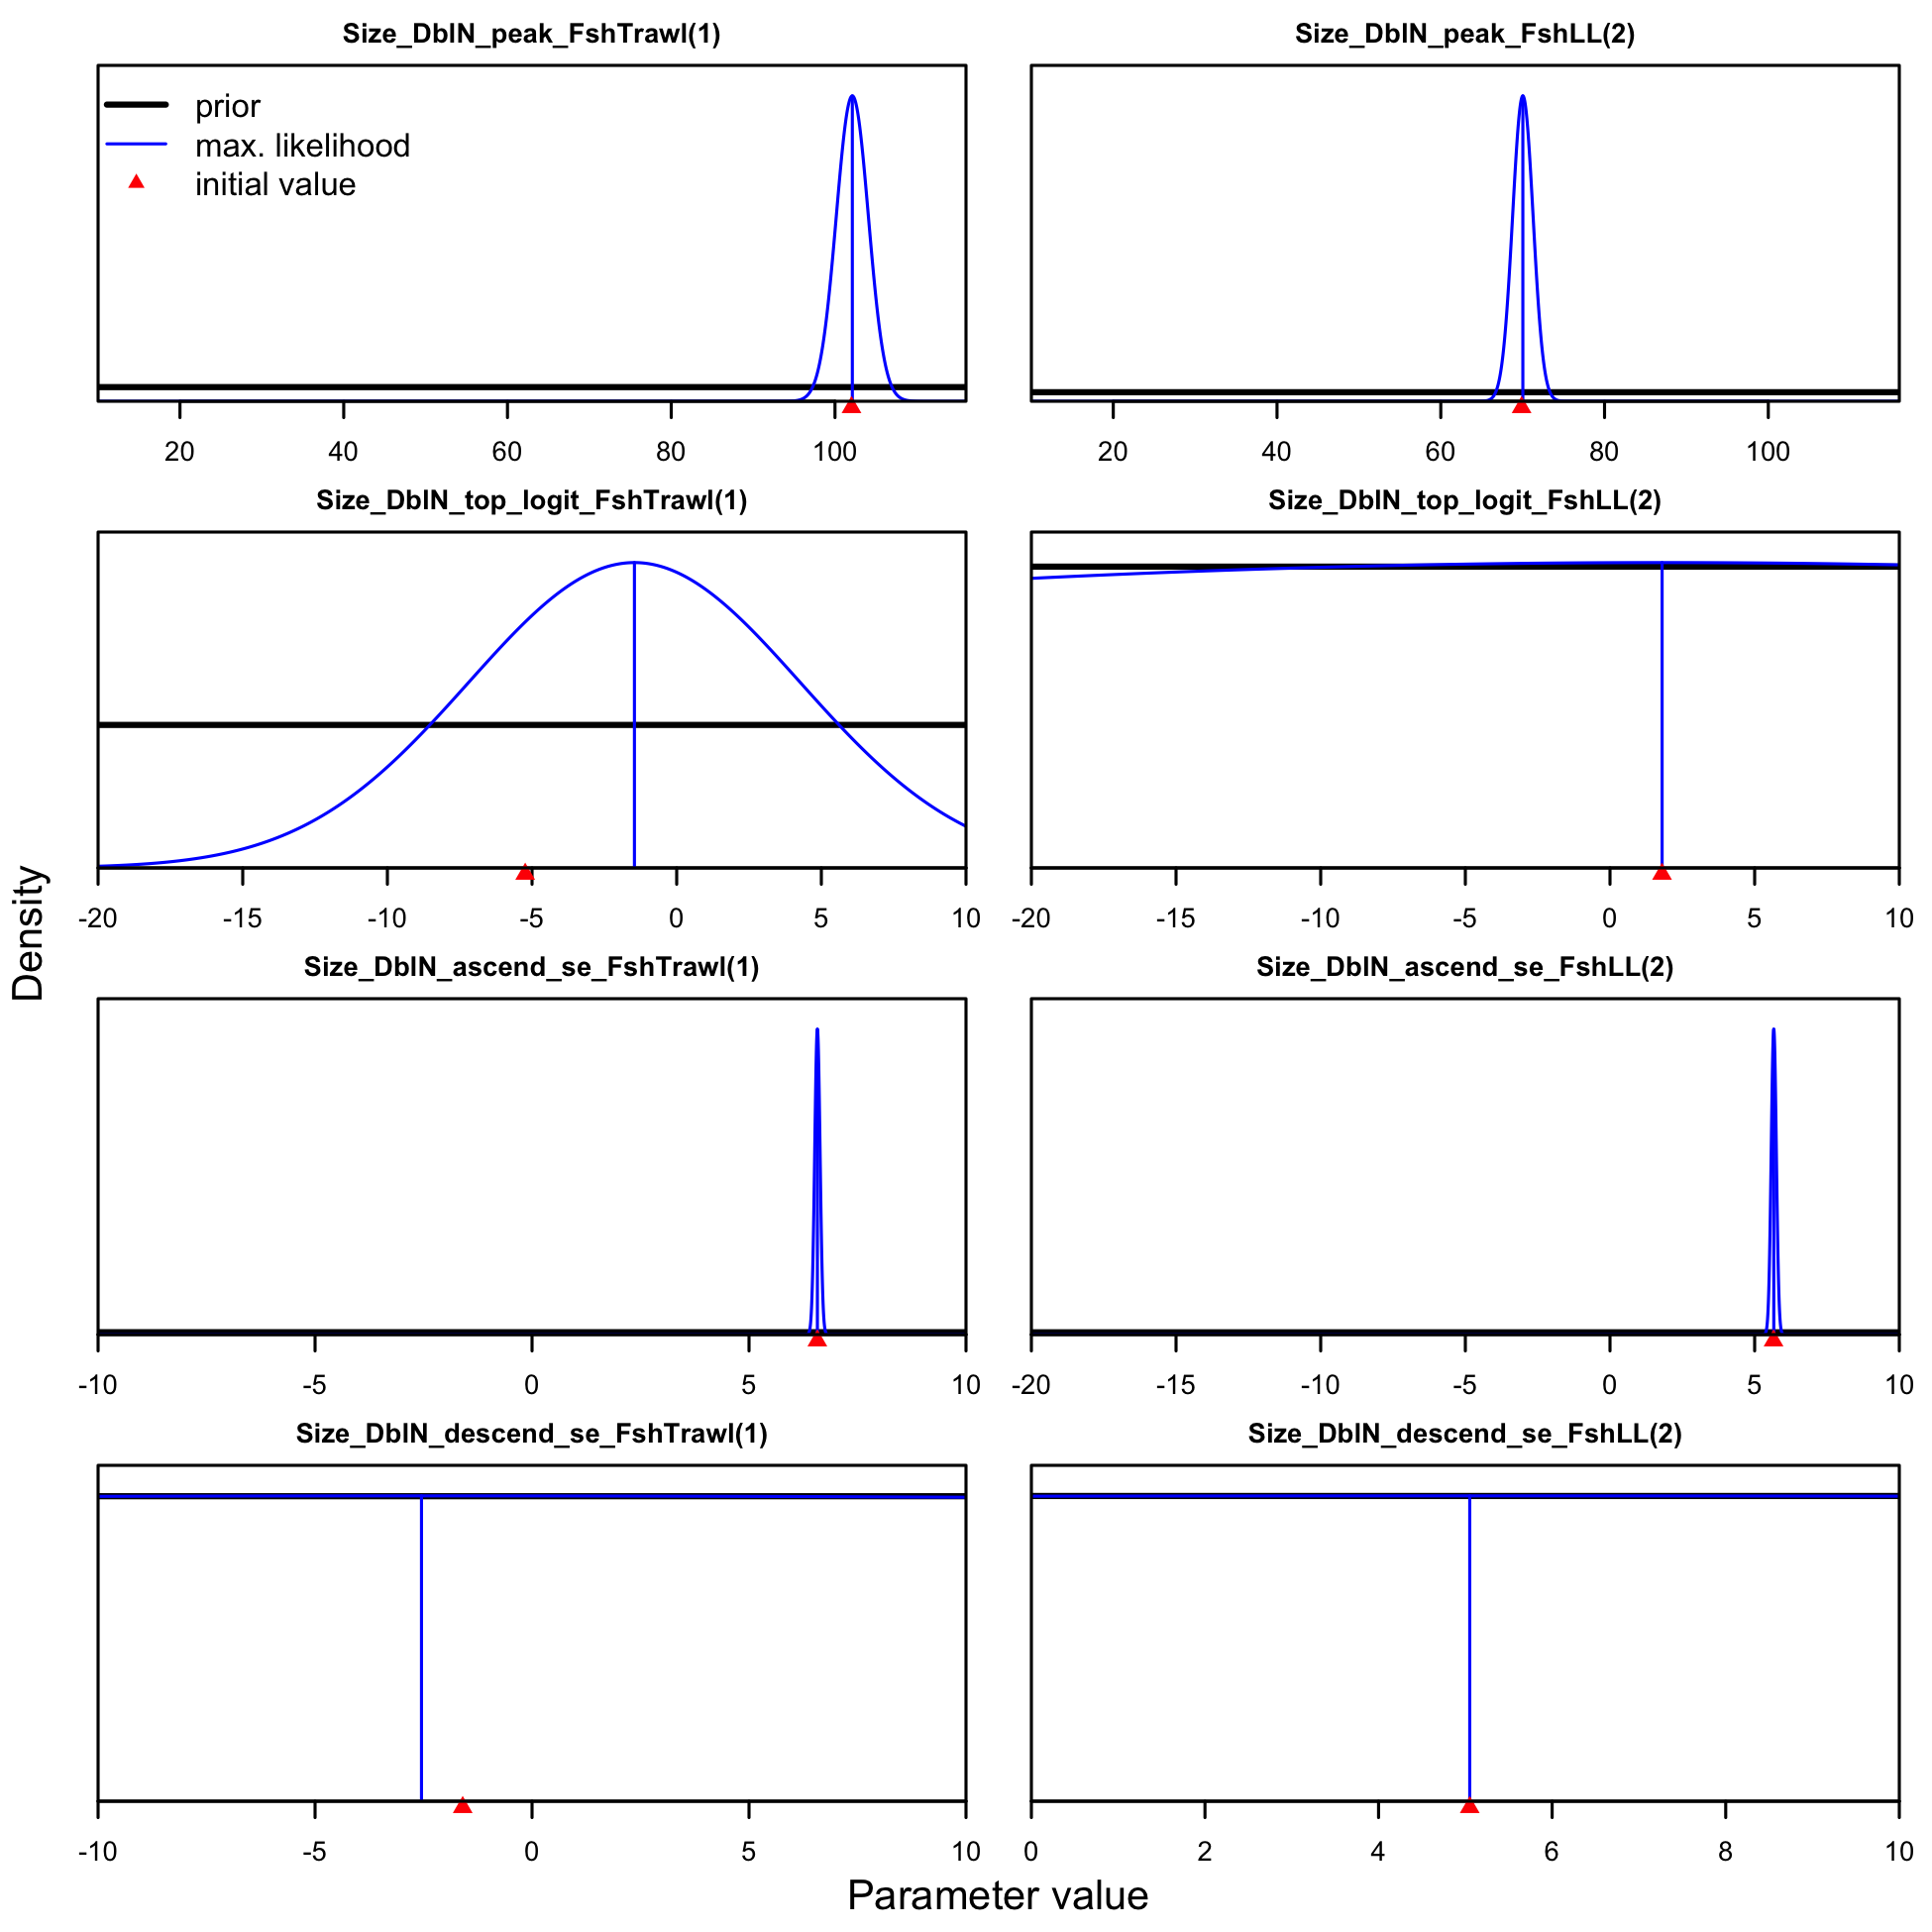 Size_DblN_peak_FshTrawl(1)
Size_DblN_peak_FshLL(2)
prior
max. likelihood
initial value
20 40 60 80 100
20 40 60 80 100
Size_DblN_top_logit_FshTrawl(1)
Size_DblN_top_logit_FshLL(2)
-20 -15 -10 -5 0 5 10
-20 -15 -10 -5 0 5 10
Density
Size_DblN_ascend_se_FshTrawl(1)
Size_DblN_ascend_se_FshLL(2)
-10 -5 0 5 10
-20 -15 -10 -5 0 5 10
Size_DblN_descend_se_FshTrawl(1)
Size_DblN_descend_se_FshLL(2)
-10 -5 0 5 10
0 2 4 6 8 10
Parameter value